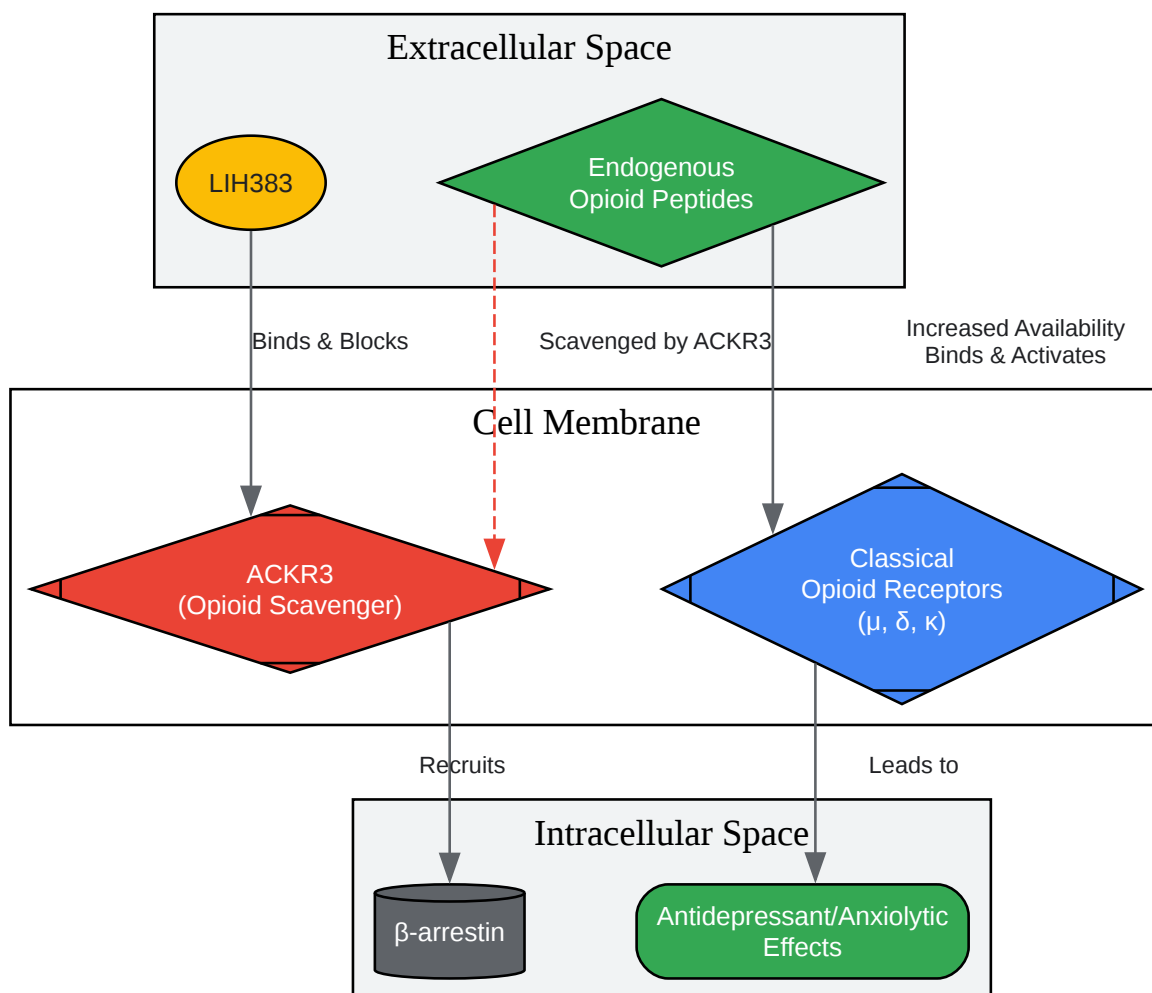 Extracellular Space
LIH383
Endogenous
Opioid Peptides
Binds & Blocks
Scavenged by ACKR3
Increased Availability
Binds & Activates
Cell Membrane
ACKR3
(Opioid Scavenger)
Classical
Opioid Receptors
(μ, δ, κ)
Recruits
Leads to
Intracellular Space
β-arrestin
Antidepressant/Anxiolytic
Effects